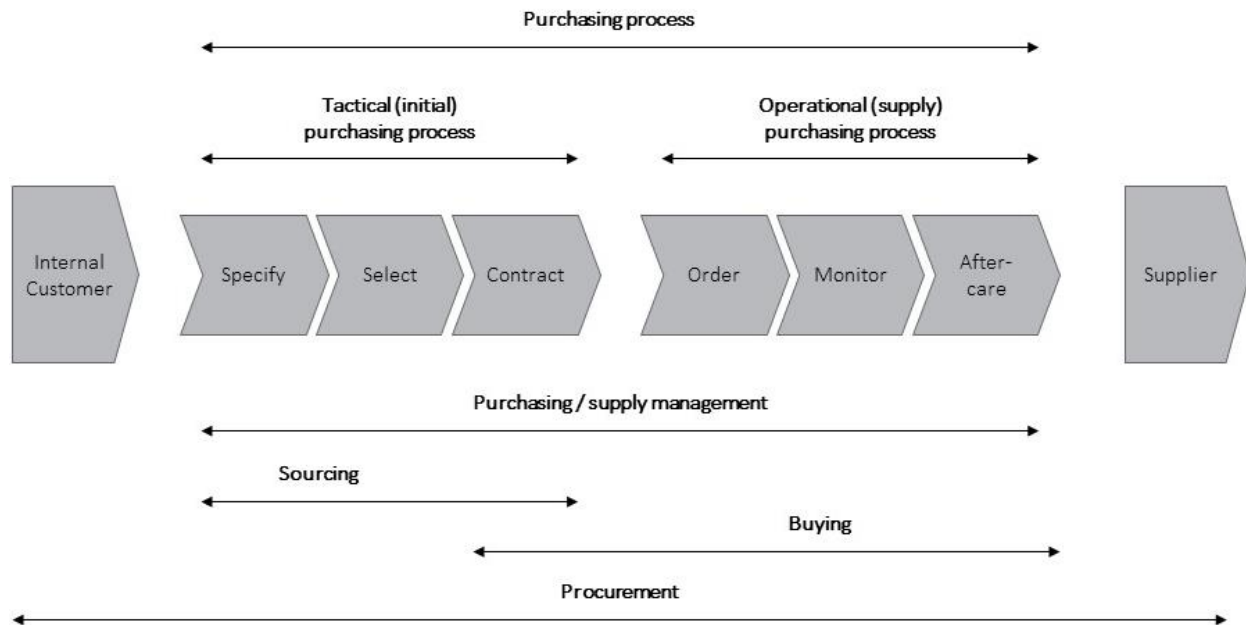 Purchasing process
Tactical (initial)
purchasing process
Operational (supply)
purchasing process
Internal
Customer
Specify
Select
Contract
Order
Monitor
After-
care
Supplier
Purchasing / supply management
Sourcing
Buying
Procurement